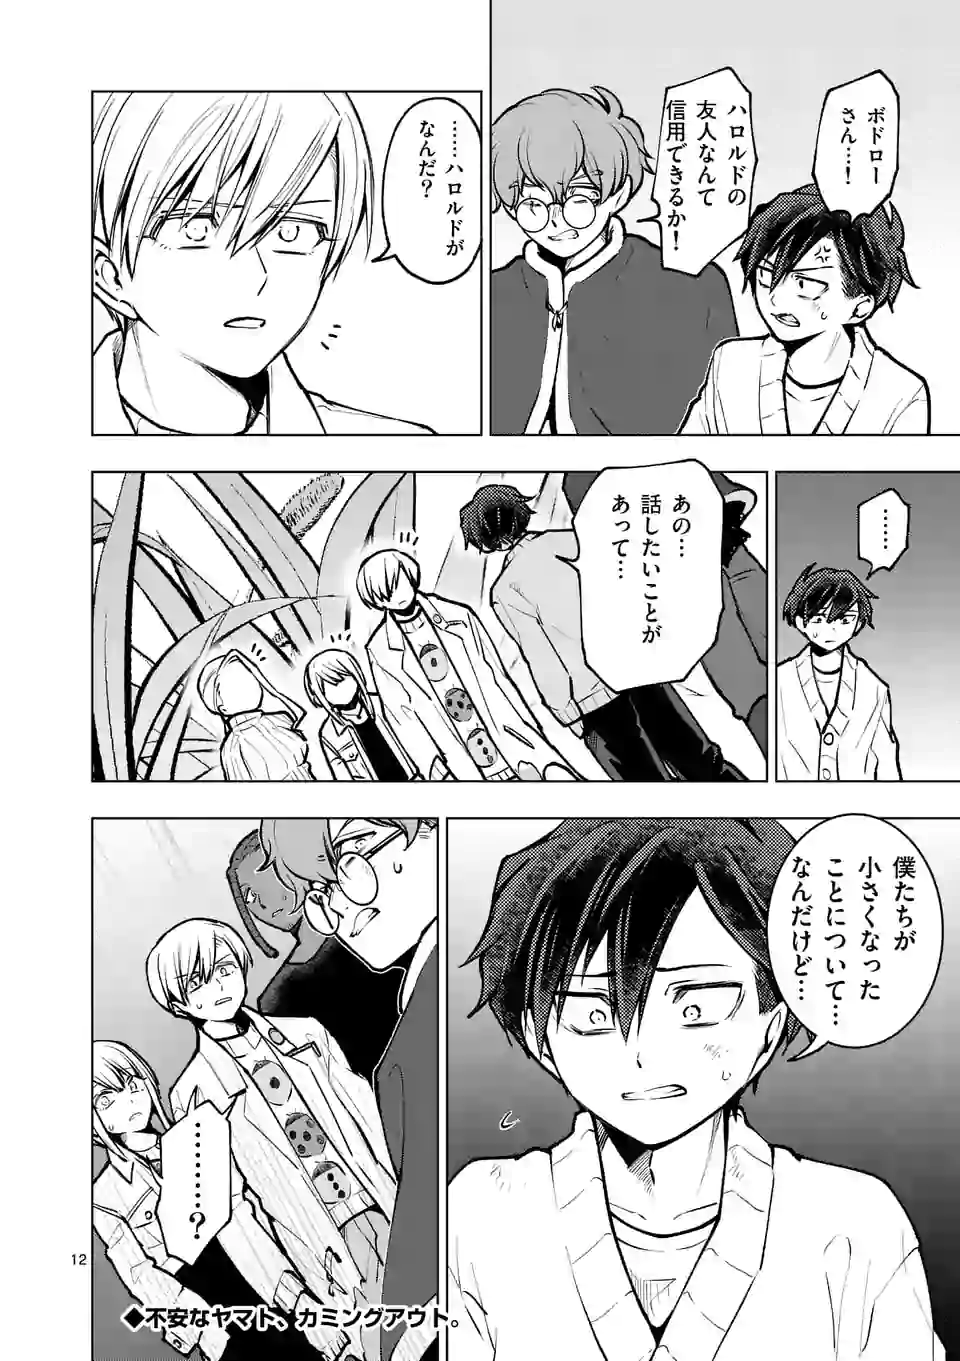 ボドロー
さん…！
ハロルドの
友人なんて
信用できるか！
……ハロルドが
なんだ？
……
あの…
話したいことが
あって…
僕たちが
小さくなった
ことについて…
なんだけど…
………？
12
◆不安なヤマト、カミングアウト。